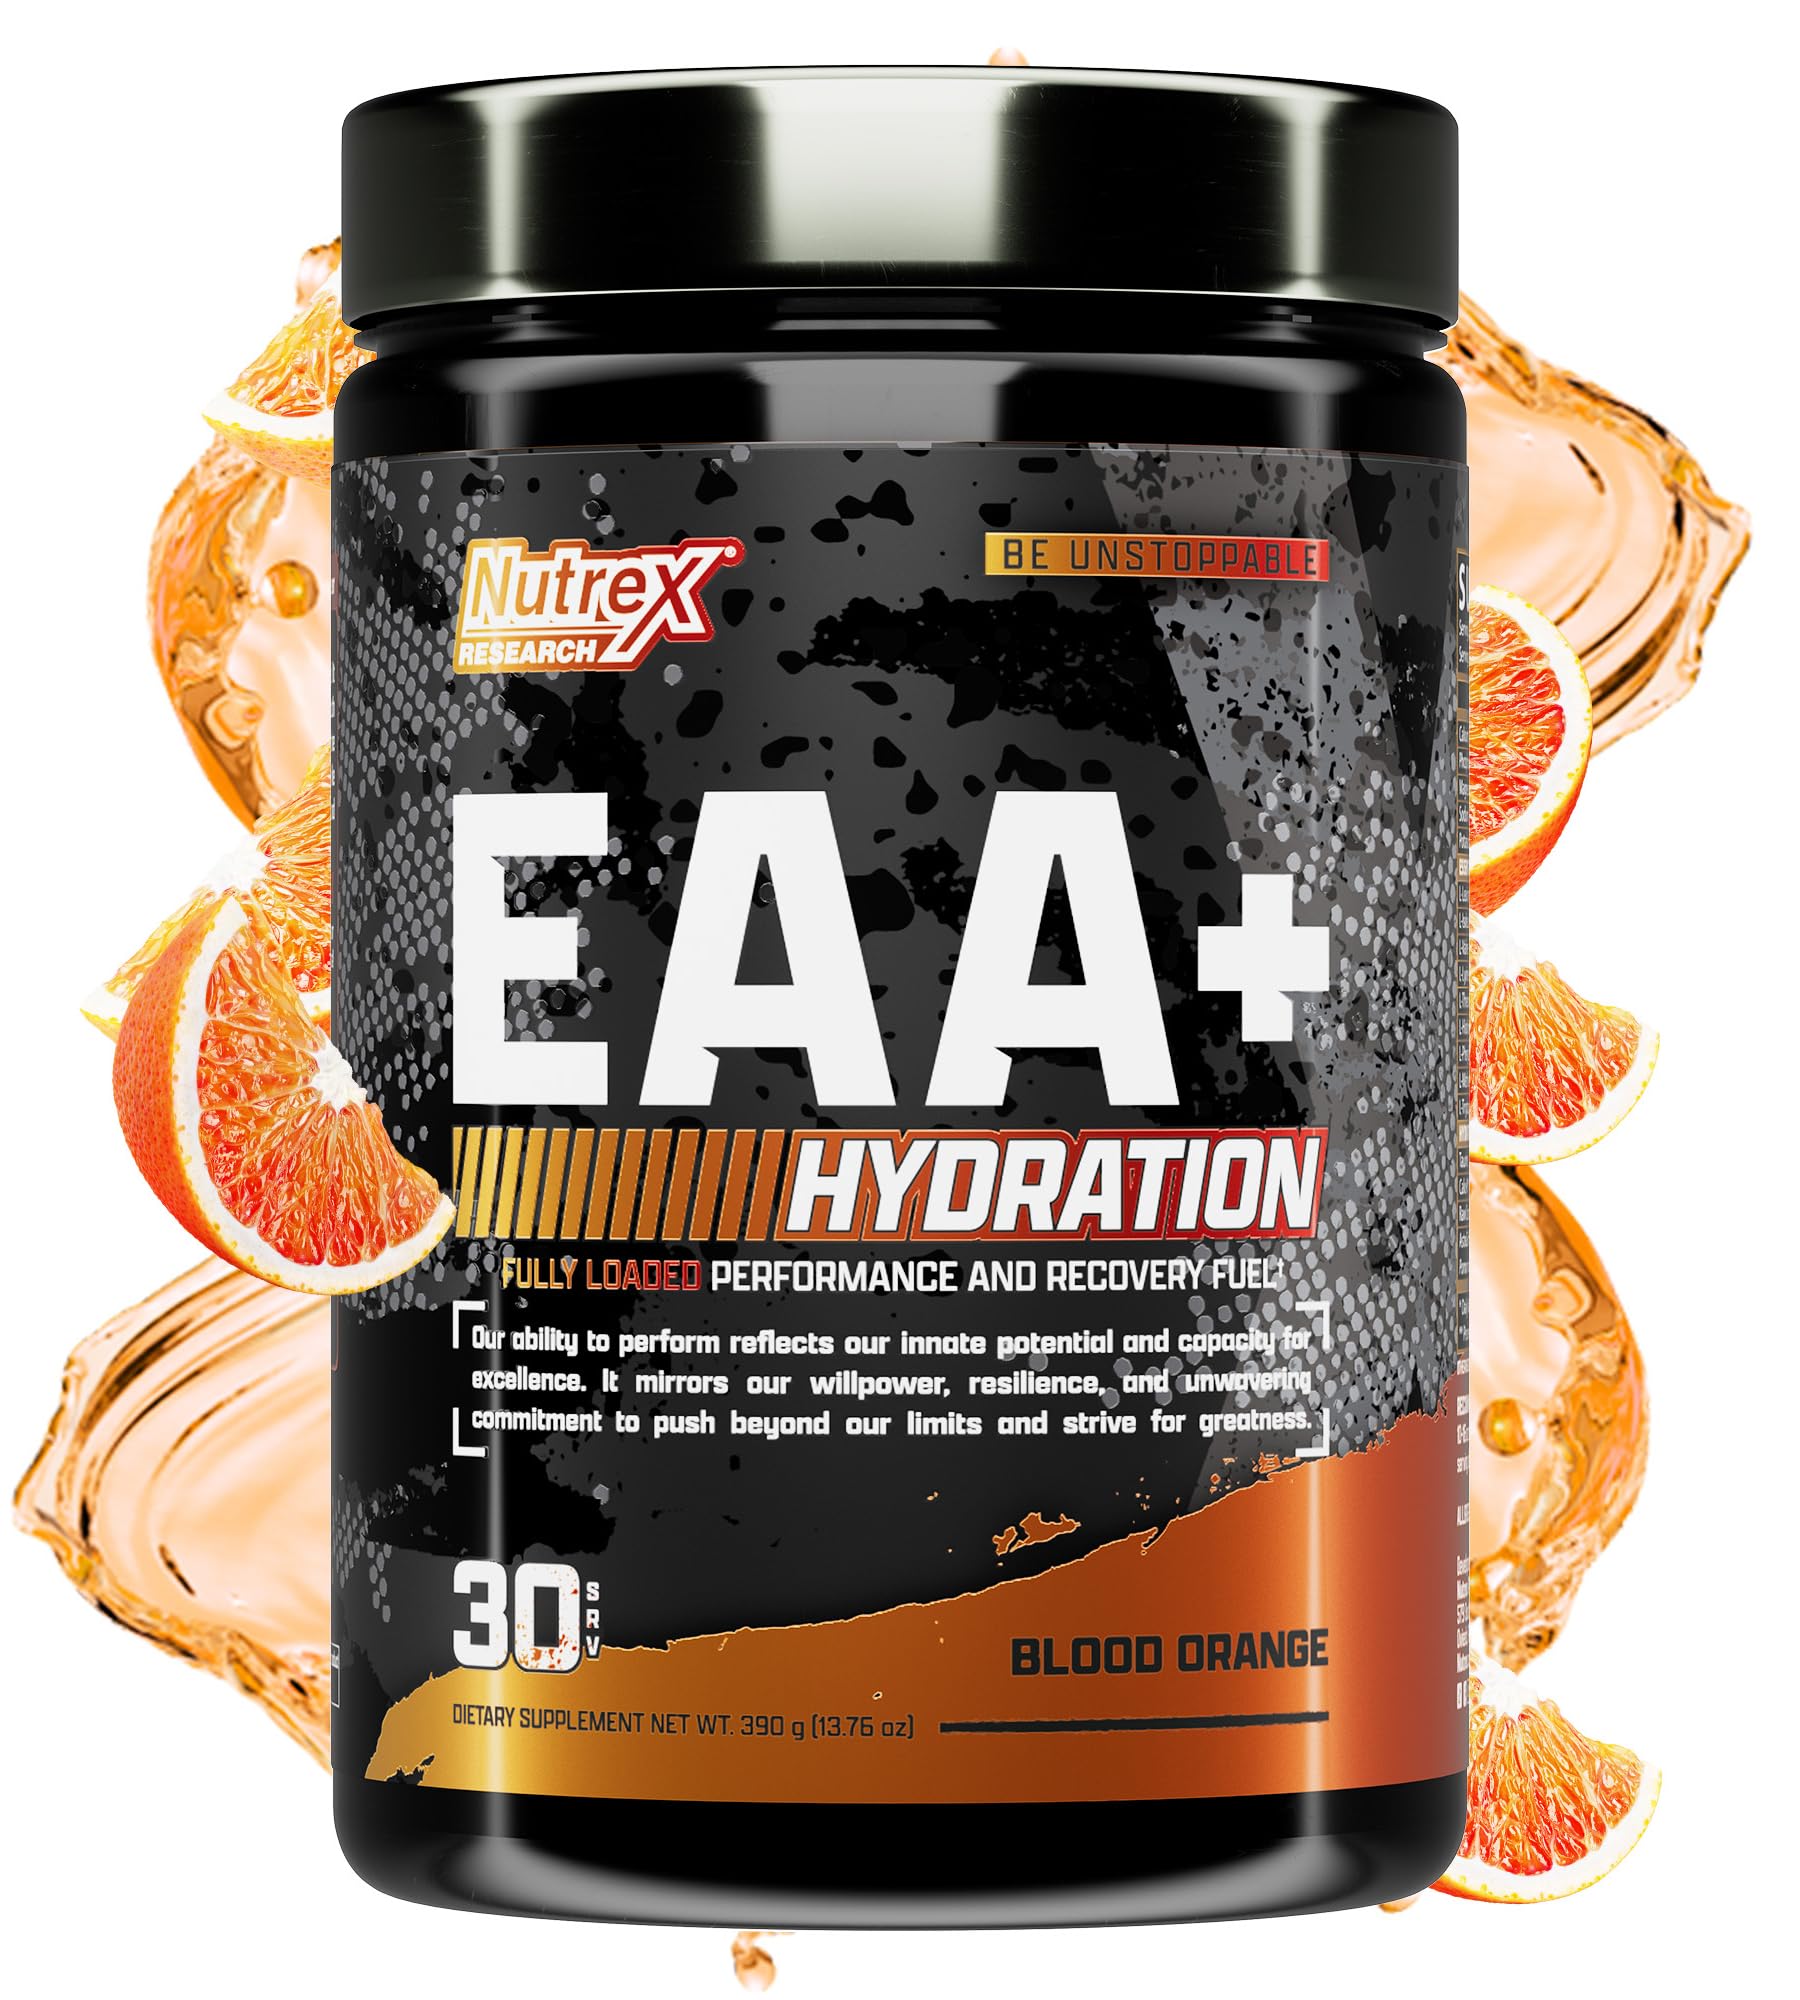 Nutrex®
RESEARCH
BE UNSTOPPABLE
EAA+
HYDRATION
FULLY LOADED PERFORMANCE AND RECOVERY FUEL†
Our ability to perform reflects our innate potential and capacity for
excellence. It mirrors our willpower, resilience, and unwavering
commitment to push beyond our limits and strive for greatness.
30
SRV
BLOOD ORANGE
DIETARY SUPPLEMENT NET WT. 390 g (13.76 oz)